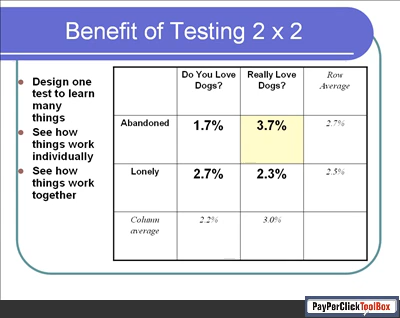 Benefit of Testing 2 x 2
Design one
test to learn
many
things
See how
things work
individually
See how
things work
together
Do You Love
Dogs?
Really Love
Dogs?
Row
Average
Abandoned
1.7%
3.7%
2.7%
Lonely
2.7%
2.3%
2.5%
Column
average
2.2%
3.0%
PayPerClickToolBox